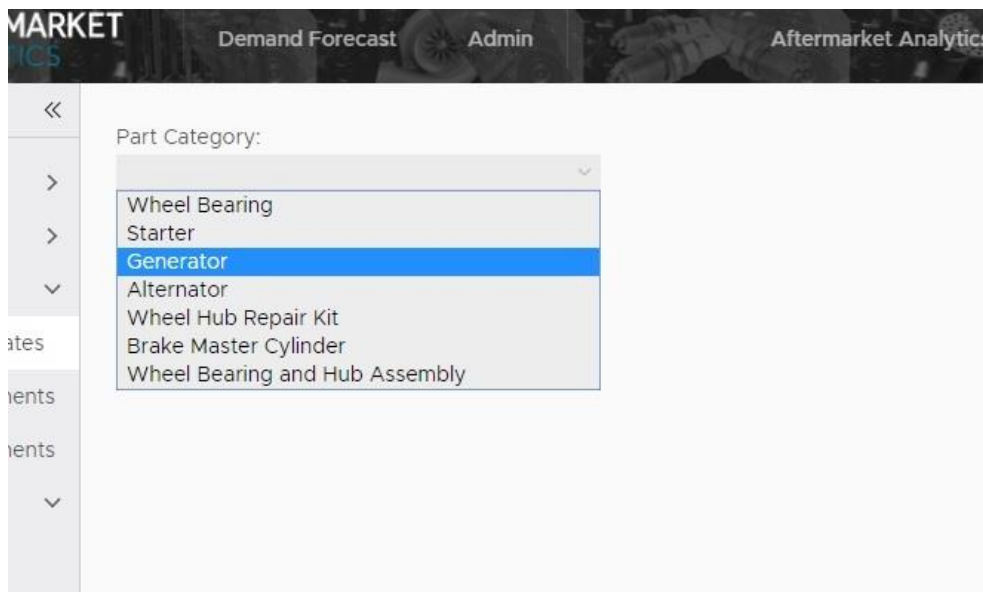 MARKET
TICS
Demand Forecast
Admin
Aftermarket Analytics
Part Category:
Wheel Bearing
Starter
Generator
Alternator
Wheel Hub Repair Kit
Brake Master Cylinder
Wheel Bearing and Hub Assembly
ates
nents
nents